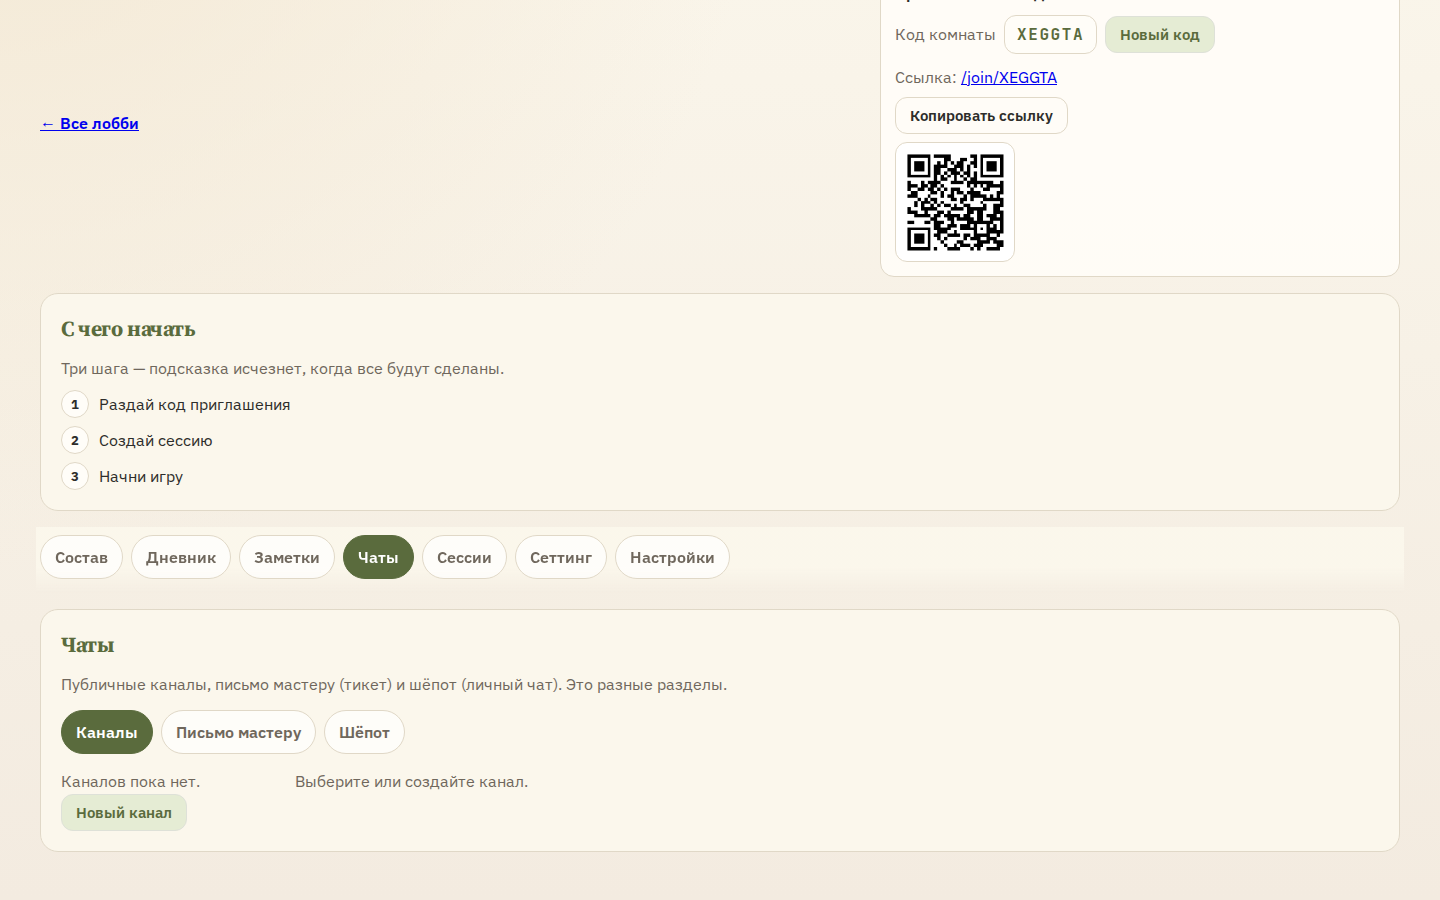 Код комнаты XEGGTA Новый код
Ссылка: /join/XEGGTA
Копировать ссылку
← Все лобби
С чего начать
Три шага — подсказка исчезнет, когда все будут сделаны.
1 Раздай код приглашения
2 Создай сессию
3 Начни игру
Состав Дневник Заметки Чаты Сессии Сеттинг Настройки
Чаты
Публичные каналы, письмо мастеру (тикет) и шёпот (личный чат). Это разные разделы.
Каналы Письмо мастеру Шёпот
Каналов пока нет. Выберите или создайте канал.
Новый канал